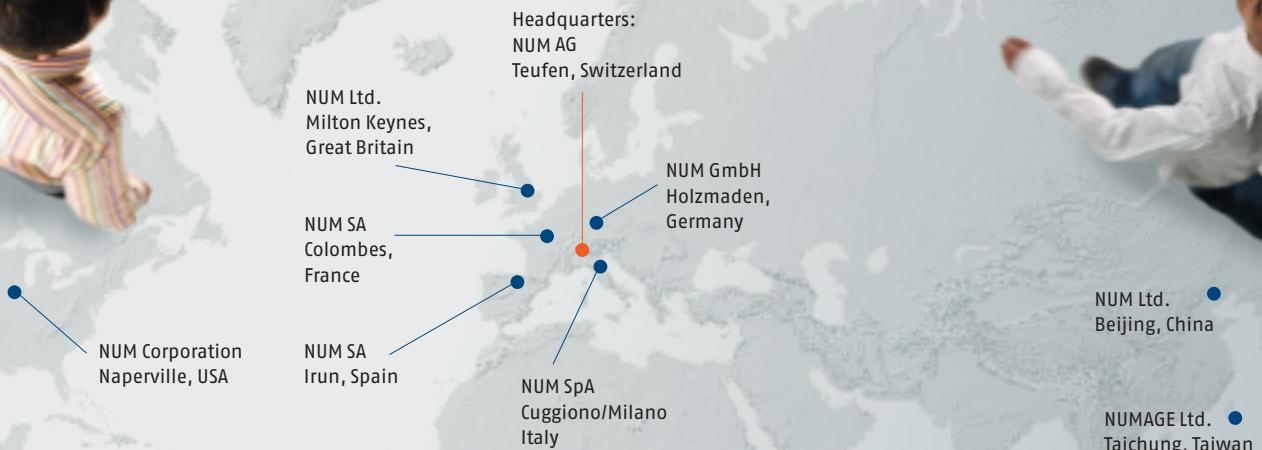 Headquarters:
NUM AG
Teufen, Switzerland
NUM Ltd.
Milton Keynes,
Great Britain
NUM GmbH
Holzmaden,
Germany
NUM SA
Colombes,
France
NUM Ltd.
Beijing, China
NUM Corporation
Naperville, USA
NUM SA
Irun, Spain
NUM SpA
Cuggiono/Milano
Italy
NUMAGE Ltd.
Taichung, Taiwan